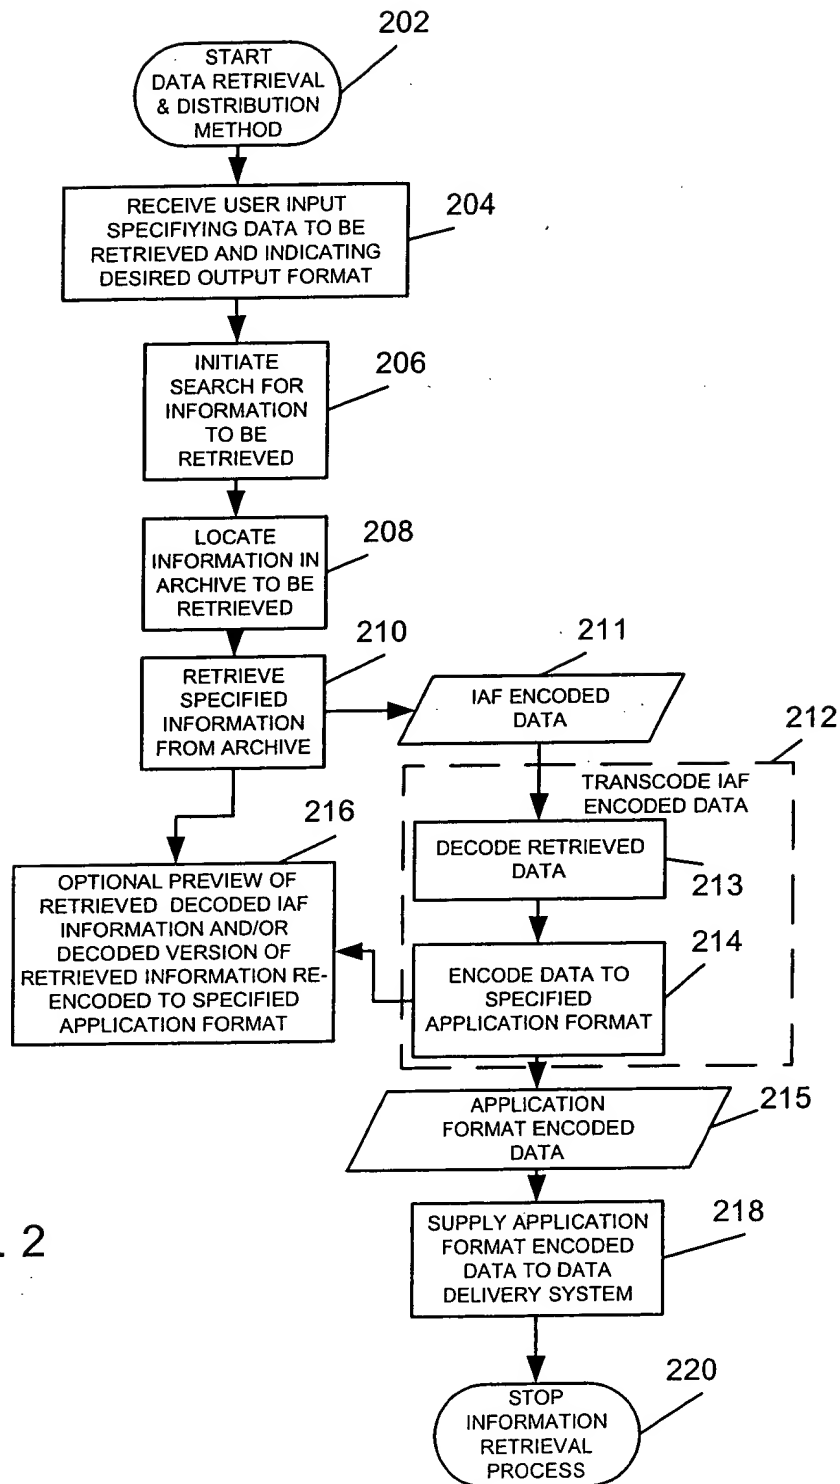 202
START
DATA RETRIEVAL
& DISTRIBUTION
METHOD
204
RECEIVE USER INPUT
SPECIFIYING DATA TO BE
RETRIEVED AND INDICATING
DESIRED OUTPUT FORMAT
206
INITIATE
SEARCH FOR
INFORMATION
TO BE
RETRIEVED
208
LOCATE
INFORMATION IN
ARCHIVE TO BE
RETRIEVED
210
RETRIEVE
SPECIFIED
INFORMATION
FROM ARCHIVE
211
IAF ENCODED
DATA
212
TRANSCODE IAF
ENCODED DATA
DECODE RETRIEVED
DATA
213
214
ENCODE DATA TO
SPECIFIED
APPLICATION FORMAT
216
OPTIONAL PREVIEW OF
RETRIEVED DECODED IAF
INFORMATION AND/OR
DECODED VERSION OF
RETRIEVED INFORMATION RE-
ENCODED TO SPECIFIED
APPLICATION FORMAT
215
APPLICATION
FORMAT ENCODED
DATA
218
SUPPLY APPLICATION
FORMAT ENCODED
DATA TO DATA
DELIVERY SYSTEM
2
220
STOP
INFORMATION
RETRIEVAL
PROCESS